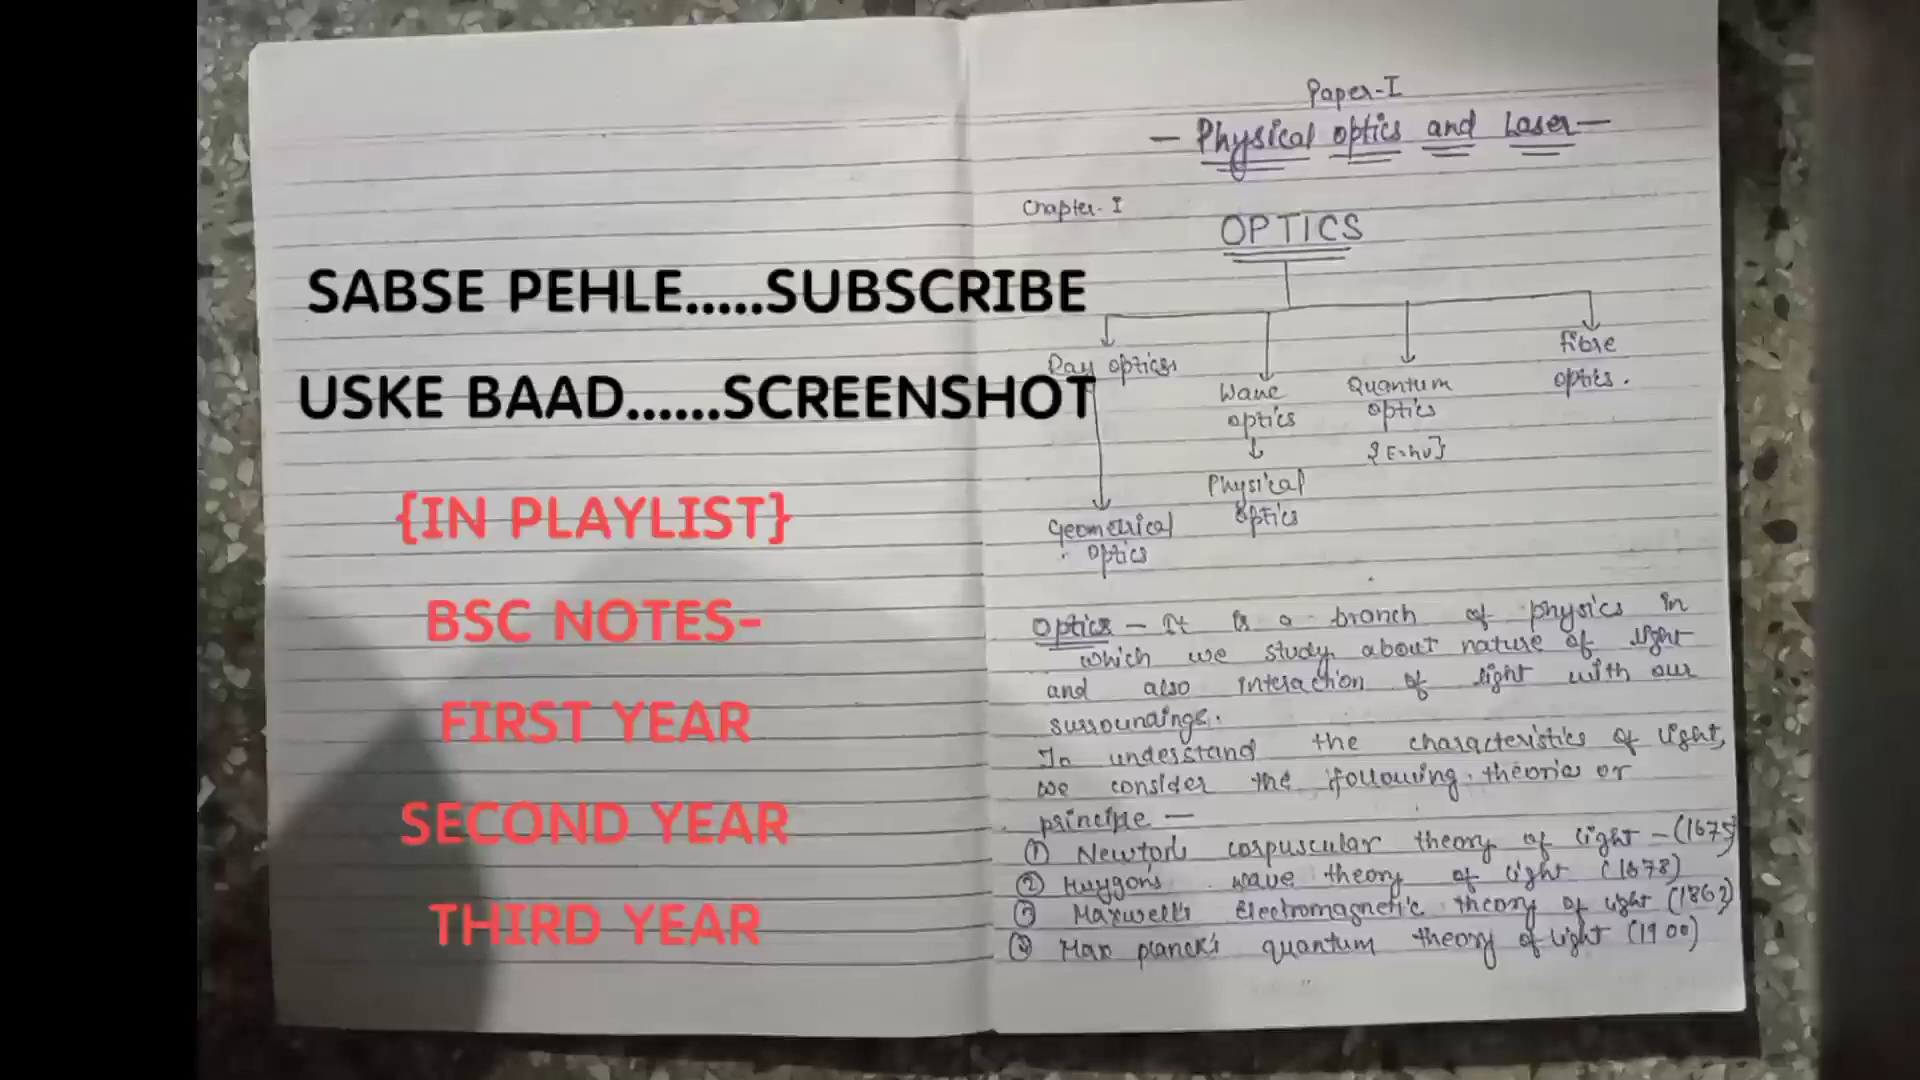 SABSE PEHLE.....SUBSCRIBE
USKE BAAD......SCREENSHOT
{IN PLAYLIST}
BSC NOTES-
FIRST YEAR
SECOND YEAR
THIRD YEAR
Paper-I
— Physical optics and Laser —
Chapter-I
OPTICS
Ray optics
Wave optics
Physical optics
Quantum optics
{E=hν}
fibre optics.
Geometrical optics
Optics — It is a branch of physics in
which we study about nature of light
and also interaction of light with our
surroundings.
To understand the characteristics of light,
we consider the following theories or
principle —
① Newton's corpuscular theory of light — (1675)
② Huygon's wave theory of light (1678)
③ Maxwell's Electromagnetic theory of light (1862)
④ Max planck's quantum theory of light (1900)